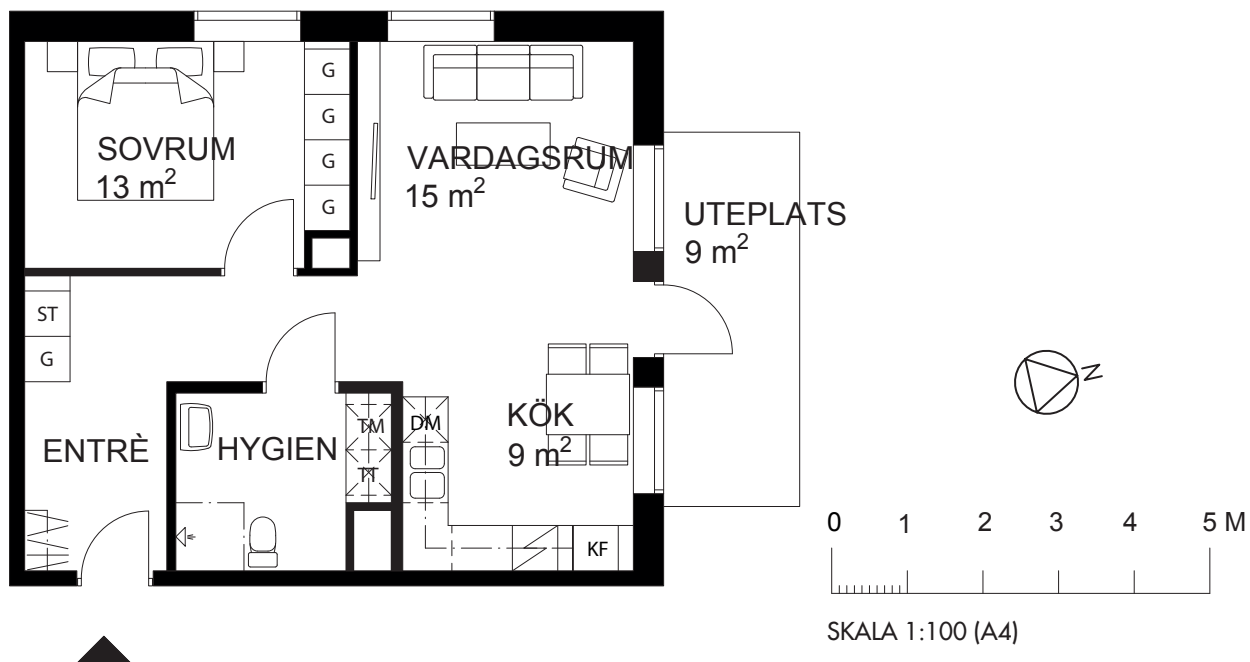 G
G
G
G
SOVRUM
13 m²
VARDAGSRUM
15 m²
UTEPLATS
9 m²
ST
G
ENTRÈ
HYGIEN
TM
TT
DM
KÖK
9 m²
KF
N
0 1 2 3 4 5 M
SKALA 1:100 (A4)